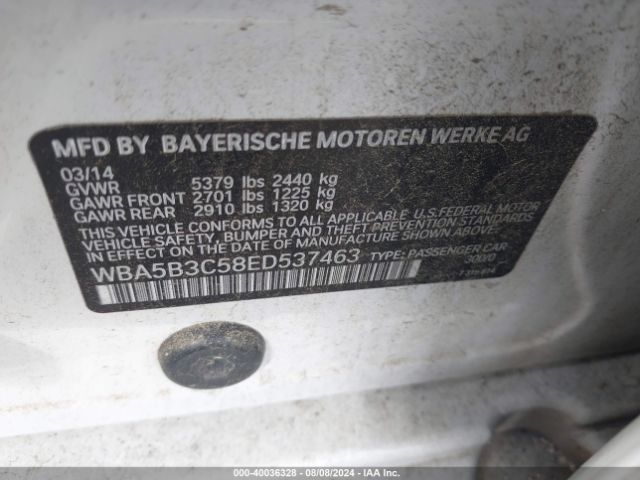 MFD BY BAYERISCHE MOTOREN WERKE AG
03/14
GVWR 5379 lbs 2440 kg
GAWR FRONT 2701 lbs 1225 kg
GAWR REAR 2910 lbs 1320 kg
THIS VEHICLE CONFORMS TO ALL APPLICABLE U.S. FEDERAL MOTOR
VEHICLE SAFETY, BUMPER AND THEFT PREVENTION STANDARDS
IN EFFECT ON THE DATE OF MANUFACTURE SHOWN ABOVE.
WBA5B3C58ED537463 TYPE: PASSENGER CAR
300/0
000-40036328 - 08/08/2024 - IAA Inc.